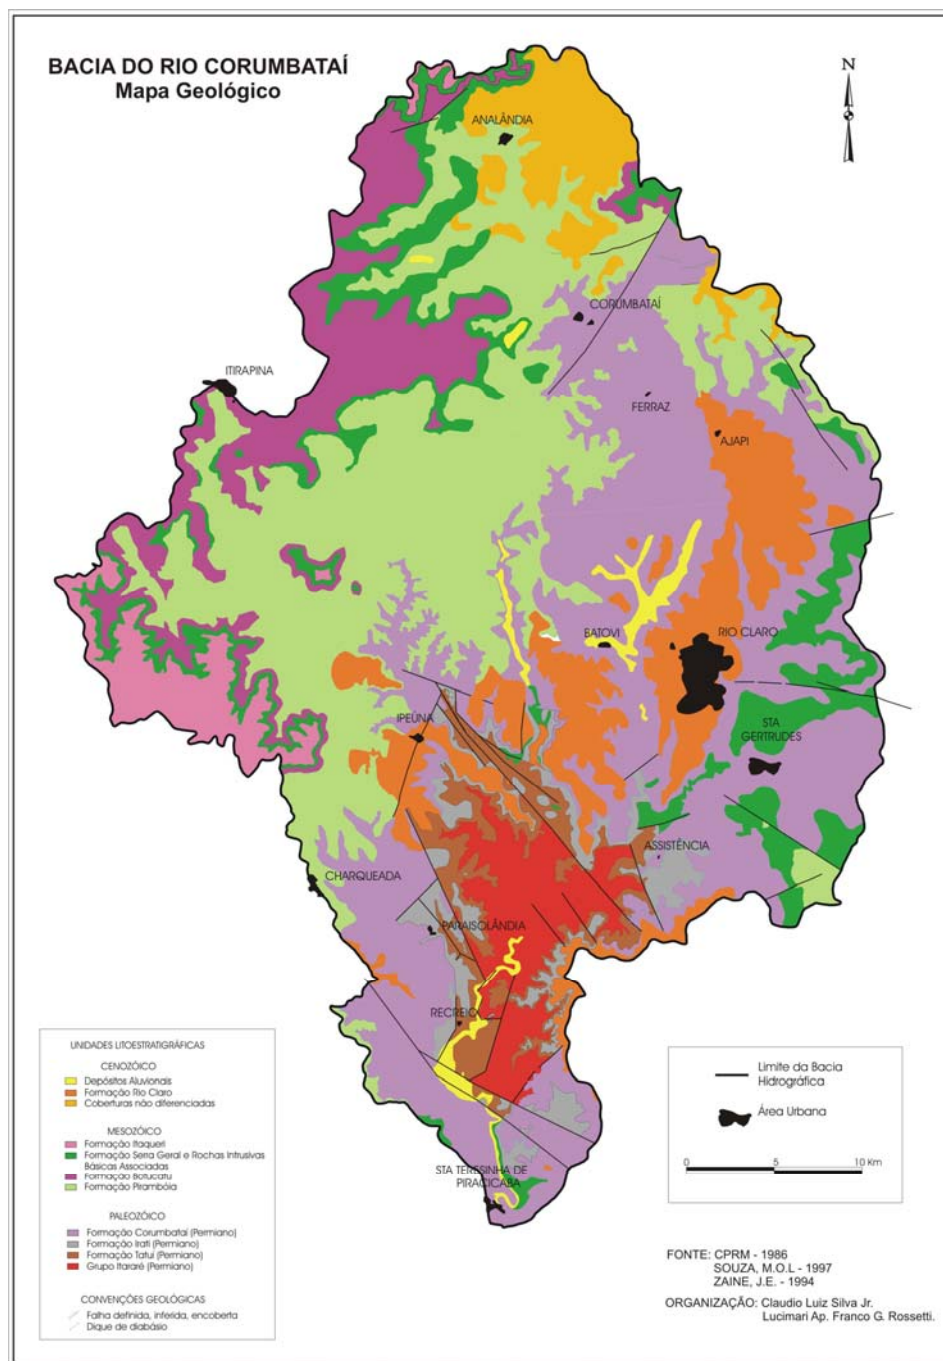 BACIA DO RIO CORUMBATAÍ
Mapa Geológico
N
ANALÂNDIA
CORUMBATAÍ
ITIRAPINA
FERRAZ
AJAPI
BATOVI
RIO CLARO
IPEÚNA
STA
GERTRUDES
ASSISTÊNCIA
CHARQUEADA
PARAISOLÂNDIA
RECREIO
STA TERESINHA DE
PIRACICABA
UNIDADES LITOESTRATIGRÁFICAS
CENOZÓICO
Depósitos Aluvionais
Formação Rio Claro
Coberturas não diferenciadas
MESOZÓICO
Formação Itaqueri
Formação Serra Geral e Rochas Intrusivas
Básicas Associadas
Formação Botucatu
Formação Pirambóia
PALEOZÓICO
Formação Corumbataí (Permiano)
Formação Irati (Permiano)
Formação Tatuí (Permiano)
Grupo Itararé (Permiano)
CONVENÇÕES GEOLÓGICAS
Falha definida, inferida, encoberta
Dique de diabásio
Limite da Bacia
Hidrográfica
Área Urbana
0 5 10 Km
FONTE: CPRM - 1986
SOUZA, M.O.L - 1997
ZAINE, J.E. - 1994
ORGANIZAÇÃO: Claudio Luiz Silva Jr.
Lucimari Ap. Franco G. Rossetti.